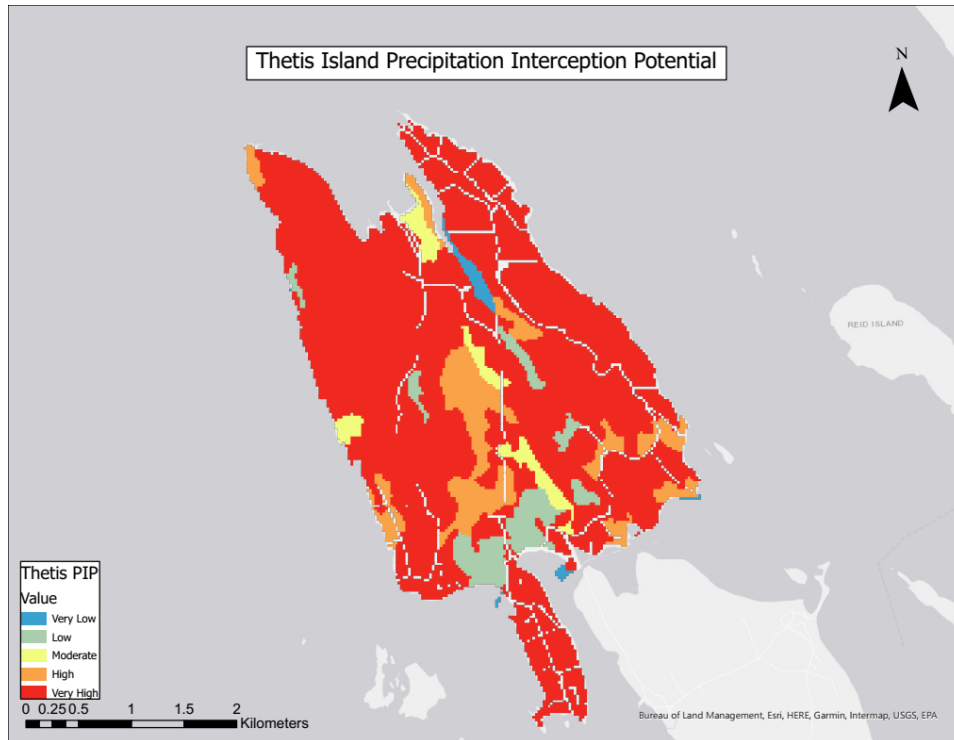 Thetis Island Precipitation Interception Potential
N
REID ISLAND
Thetis PIP
Value
Very Low
Low
Moderate
High
Very High
0 0.25 0.5 1 1.5 2
Kilometers
Bureau of Land Management, Esri, HERE, Garmin, Intermap, USGS, EPA